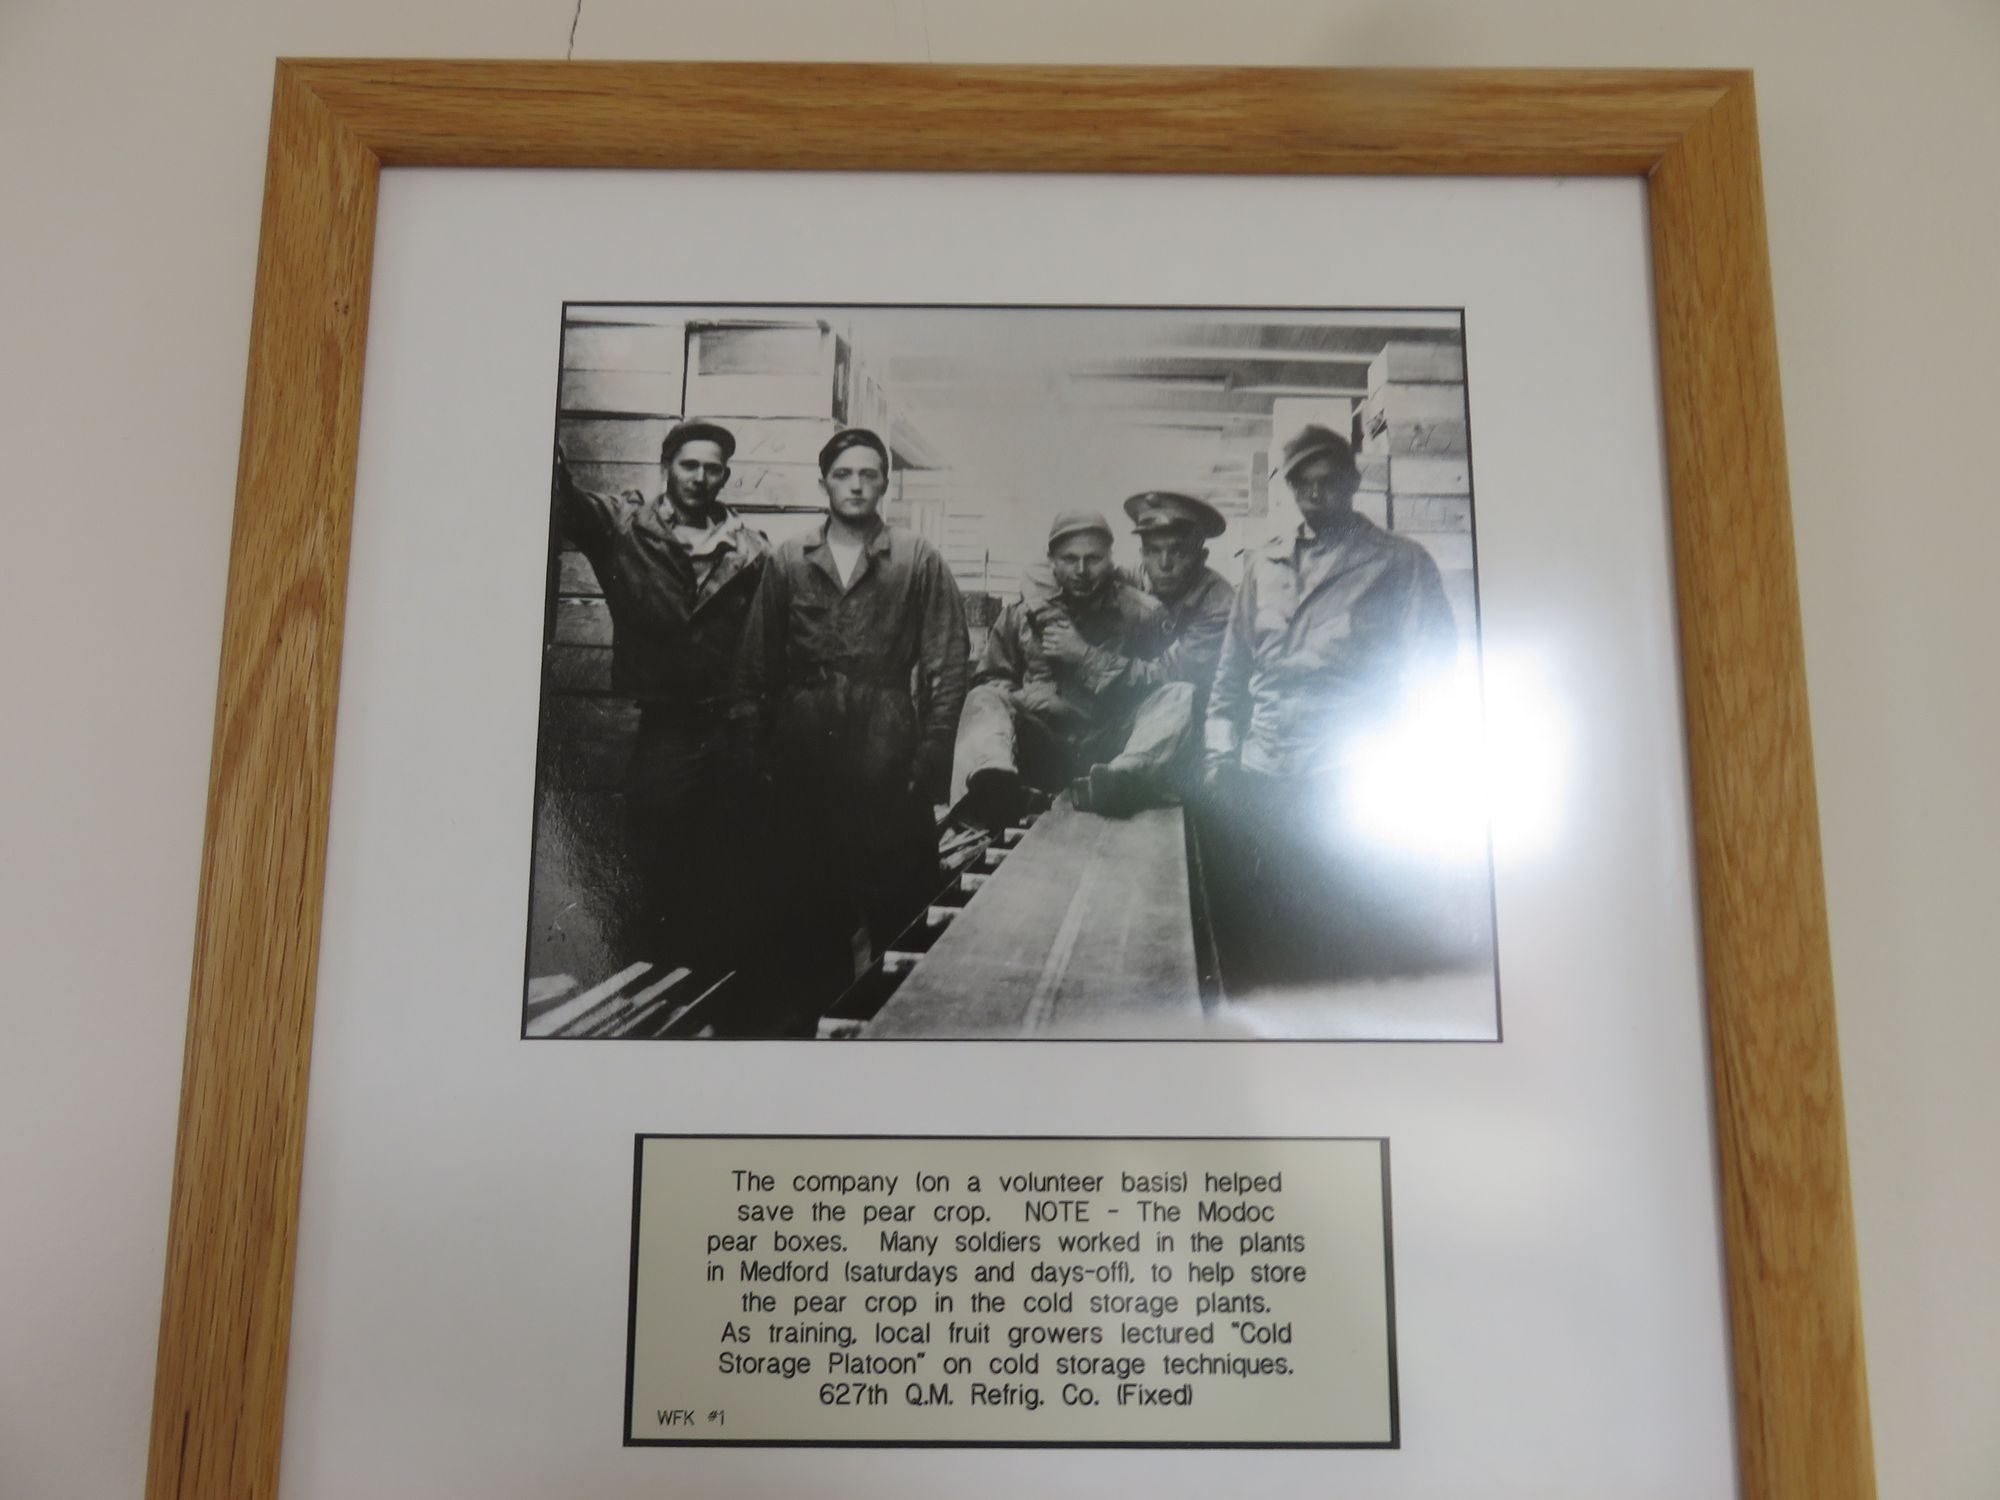 The company (on a volunteer basis) helped
save the pear crop. NOTE - The Modoc
pear boxes. Many soldiers worked in the plants
in Medford (saturdays and days-off), to help store
the pear crop in the cold storage plants.
As training, local fruit growers lectured "Cold
Storage Platoon" on cold storage techniques.
627th Q.M. Refrig. Co. (Fixed)
WFK #1